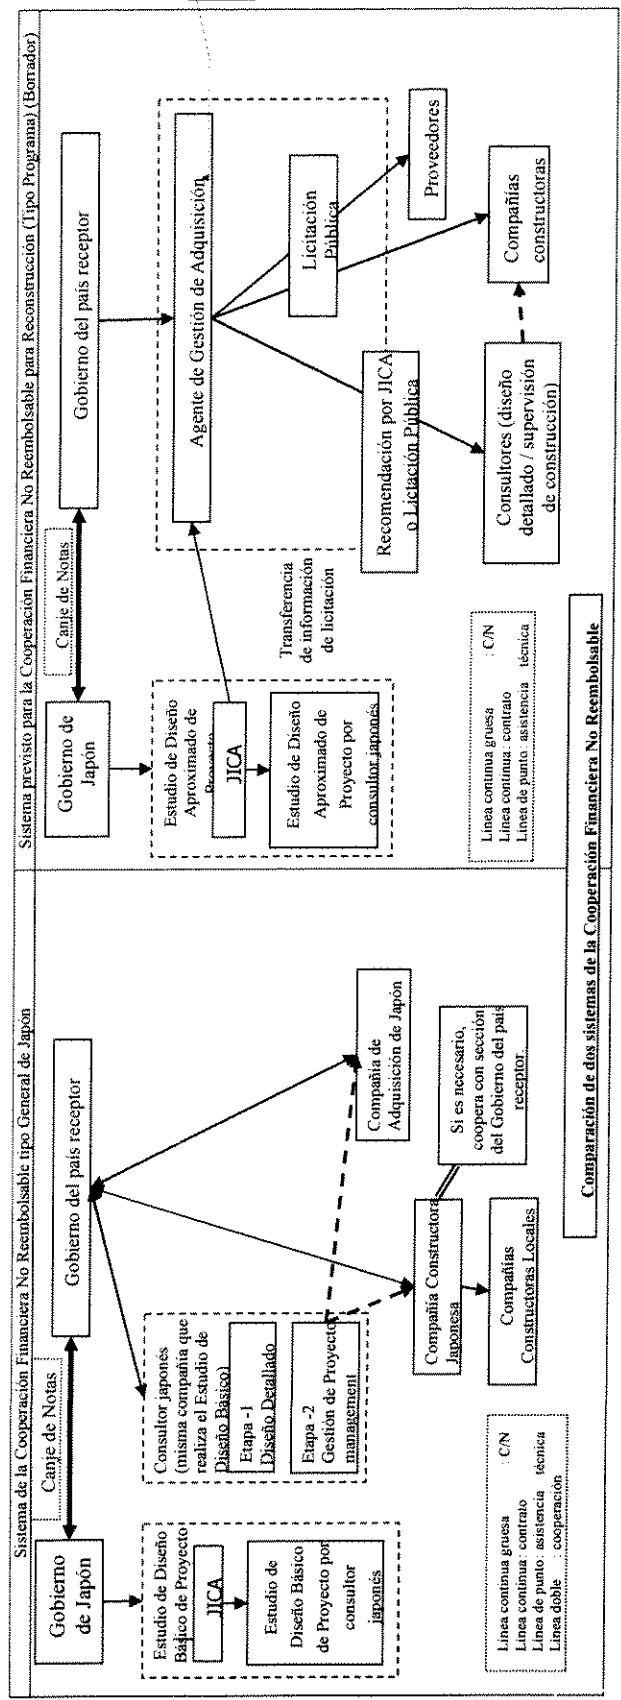 Sistema de la Cooperación Financiera No Reembolsable tipo General de Japón
Gobierno
de Japón
Canje de Notas
Gobierno del país receptor
Estudio de Diseño
Básico de Proyecto
JICA
Estudio de
Diseño Básico
de Proyecto por
consultor
japonés
Consultor japonés
(misma compañía que
realiza el Estudio de
Diseño Básico)
Etapa -1
Diseño Detallado
Etapa -2
Gestión de Proyecto
management
Compañía de
Adquisición de Japón
Compañía Constructora
Japonesa
Si es necesario,
coopera con sección
del Gobierno del país
receptor.
Compañías
Constructoras Locales
Línea continua gruesa : C/N
Línea continua : contrato
Línea de punto : asistencia técnica
Línea doble : cooperación
Sistema previsto para la Cooperación Financiera No Reembolsable para Reconstrucción (Tipo Programa) (Borrador)
Gobierno de
Japón
Canje de Notas
Gobierno del país receptor
Estudio de Diseño
Aproximado de
Proyecto
JICA
Estudio de Diseño
Aproximado de
Proyecto por
consultor japonés
Agente de Gestión de Adquisición
Transferencia
de información
de licitación
Licitación
Pública
Recomendación por JICA
o Lictación Pública
Proveedores
Compañías
constructoras
Consultores (diseño
detallado / supervisión
de construcción)
Línea continua gruesa : C/N
Línea continua : contrato
Línea de punto : asistencia técnica
Comparación de dos sistemas de la Cooperación Financiera No Reembolsable